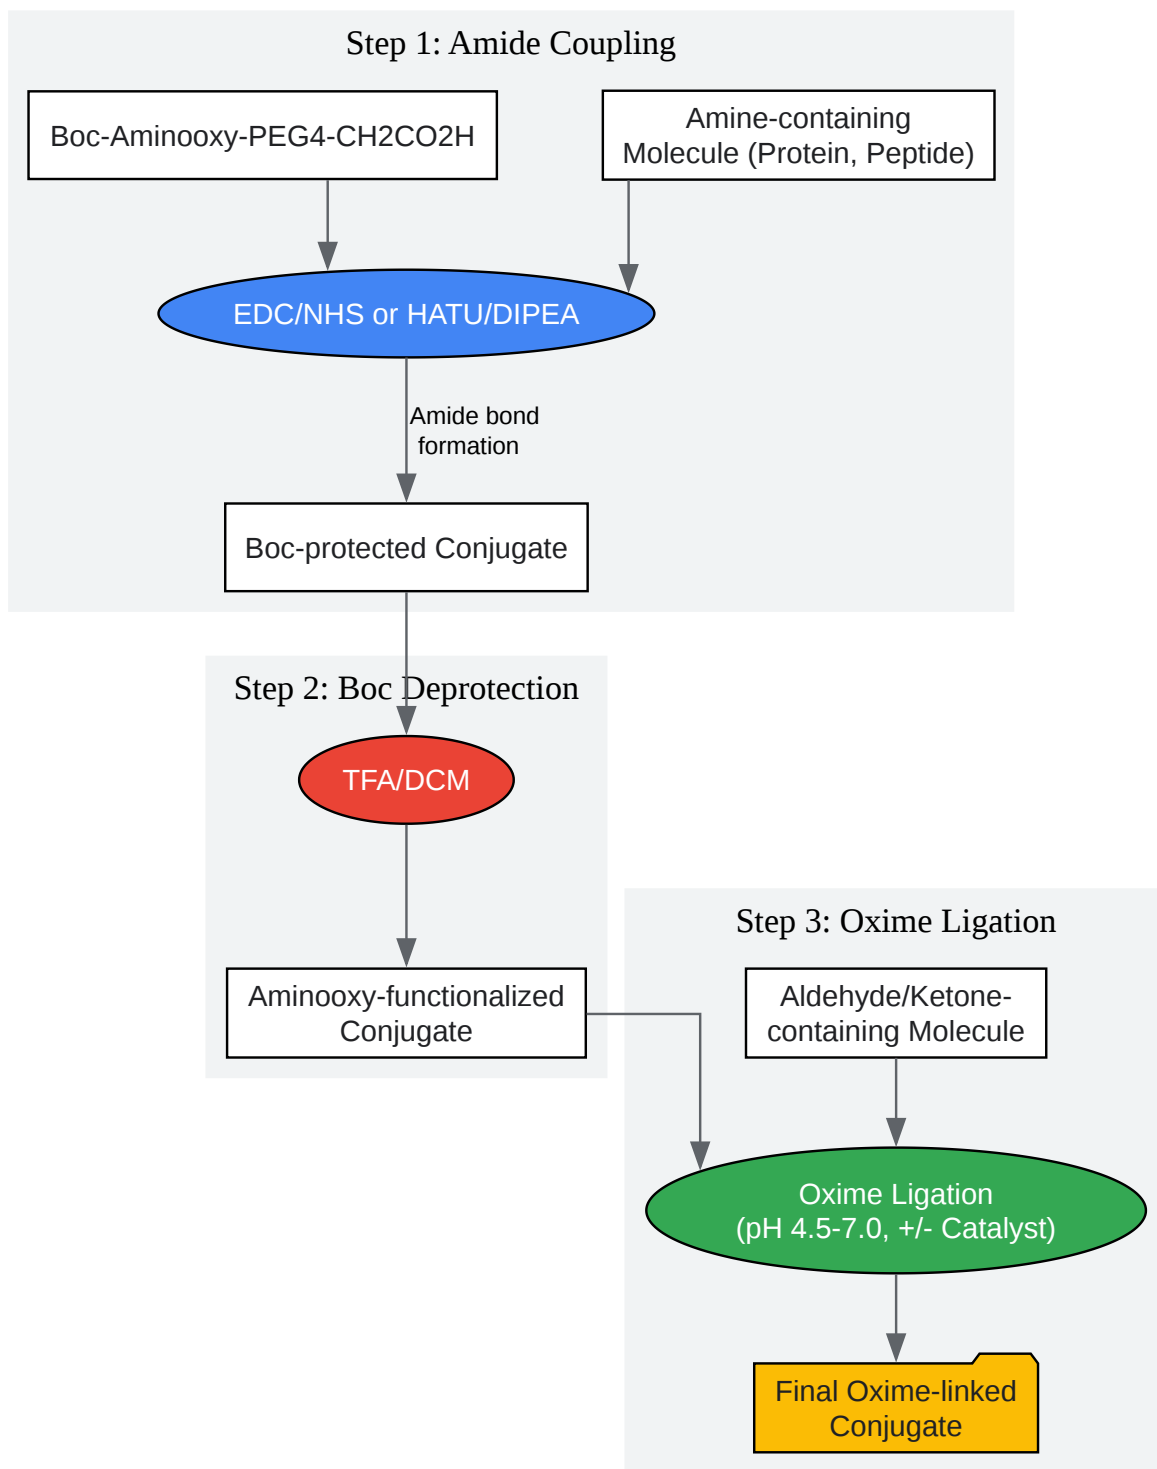 Step 1: Amide Coupling
Boc-Aminooxy-PEG4-CH2CO2H
Amine-containing
Molecule (Protein, Peptide)
EDC/NHS or HATU/DIPEA
Amide bond
formation
Boc-protected Conjugate
Step 2: Boc Deprotection
TFA/DCM
Aminooxy-functionalized
Conjugate
Step 3: Oxime Ligation
Aldehyde/Ketone-
containing Molecule
Oxime Ligation
(pH 4.5-7.0, +/- Catalyst)
Final Oxime-linked
Conjugate